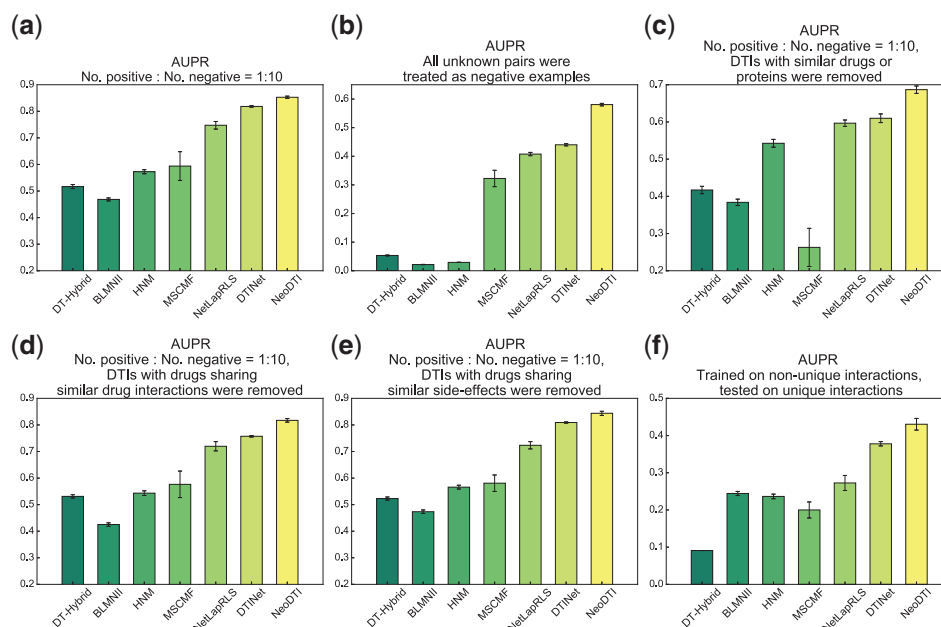 (a)
AUPR
No. positive : No. negative = 1:10
0.9
0.8
0.7
0.6
0.5
0.4
0.3
0.2
DT-Hybrid
BLMNII
HNM
MSCMF
NetLapRLS
DTINet
NeoDTI
(b)
AUPR
All unknown pairs were
treated as negative examples
0.6
0.5
0.4
0.3
0.2
0.1
0.0
DT-Hybrid
BLMNII
HNM
MSCMF
NetLapRLS
DTINet
NeoDTI
(c)
AUPR
No. positive : No. negative = 1:10,
DTIs with similar drugs or
proteins were removed
0.7
0.6
0.5
0.4
0.3
0.2
DT-Hybrid
BLMNII
HNM
MSCMF
NetLapRLS
DTINet
NeoDTI
(d)
AUPR
No. positive : No. negative = 1:10,
DTIs with drugs sharing
similar drug interactions were removed
0.9
0.8
0.7
0.6
0.5
0.4
0.3
0.2
DT-Hybrid
BLMNII
HNM
MSCMF
NetLapRLS
DTINet
NeoDTI
(e)
AUPR
No. positive : No. negative = 1:10,
DTIs with drugs sharing
similar side-effects were removed
0.9
0.8
0.7
0.6
0.5
0.4
0.3
0.2
DT-Hybrid
BLMNII
HNM
MSCMF
NetLapRLS
DTINet
NeoDTI
(f)
AUPR
Trained on non-unique interactions,
tested on unique interactions
0.5
0.4
0.3
0.2
0.1
0.0
DT-Hybrid
BLMNII
HNM
MSCMF
NetLapRLS
DTINet
NeoDTI